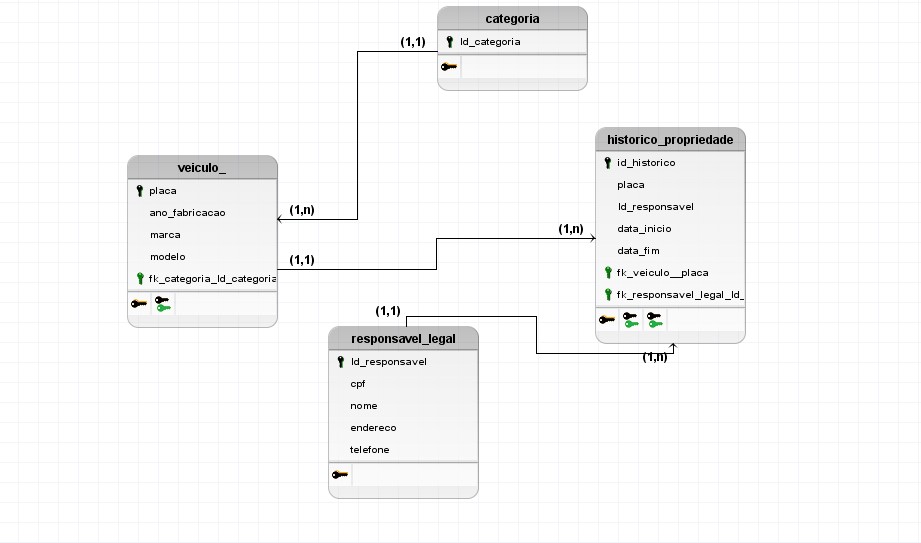 categoria
Id_categoria
(1,1)
historico_propriedade
id_historico
placa
Id_responsavel
data_inicio
data_fim
fk_veiculo__placa
fk_responsavel_legal_Id_
(1,n)
veiculo_
placa
ano_fabricacao
marca
modelo
fk_categoria_Id_categoria
(1,n)
(1,1)
(1,1)
responsavel_legal
Id_responsavel
cpf
nome
endereco
telefone
(1,n)